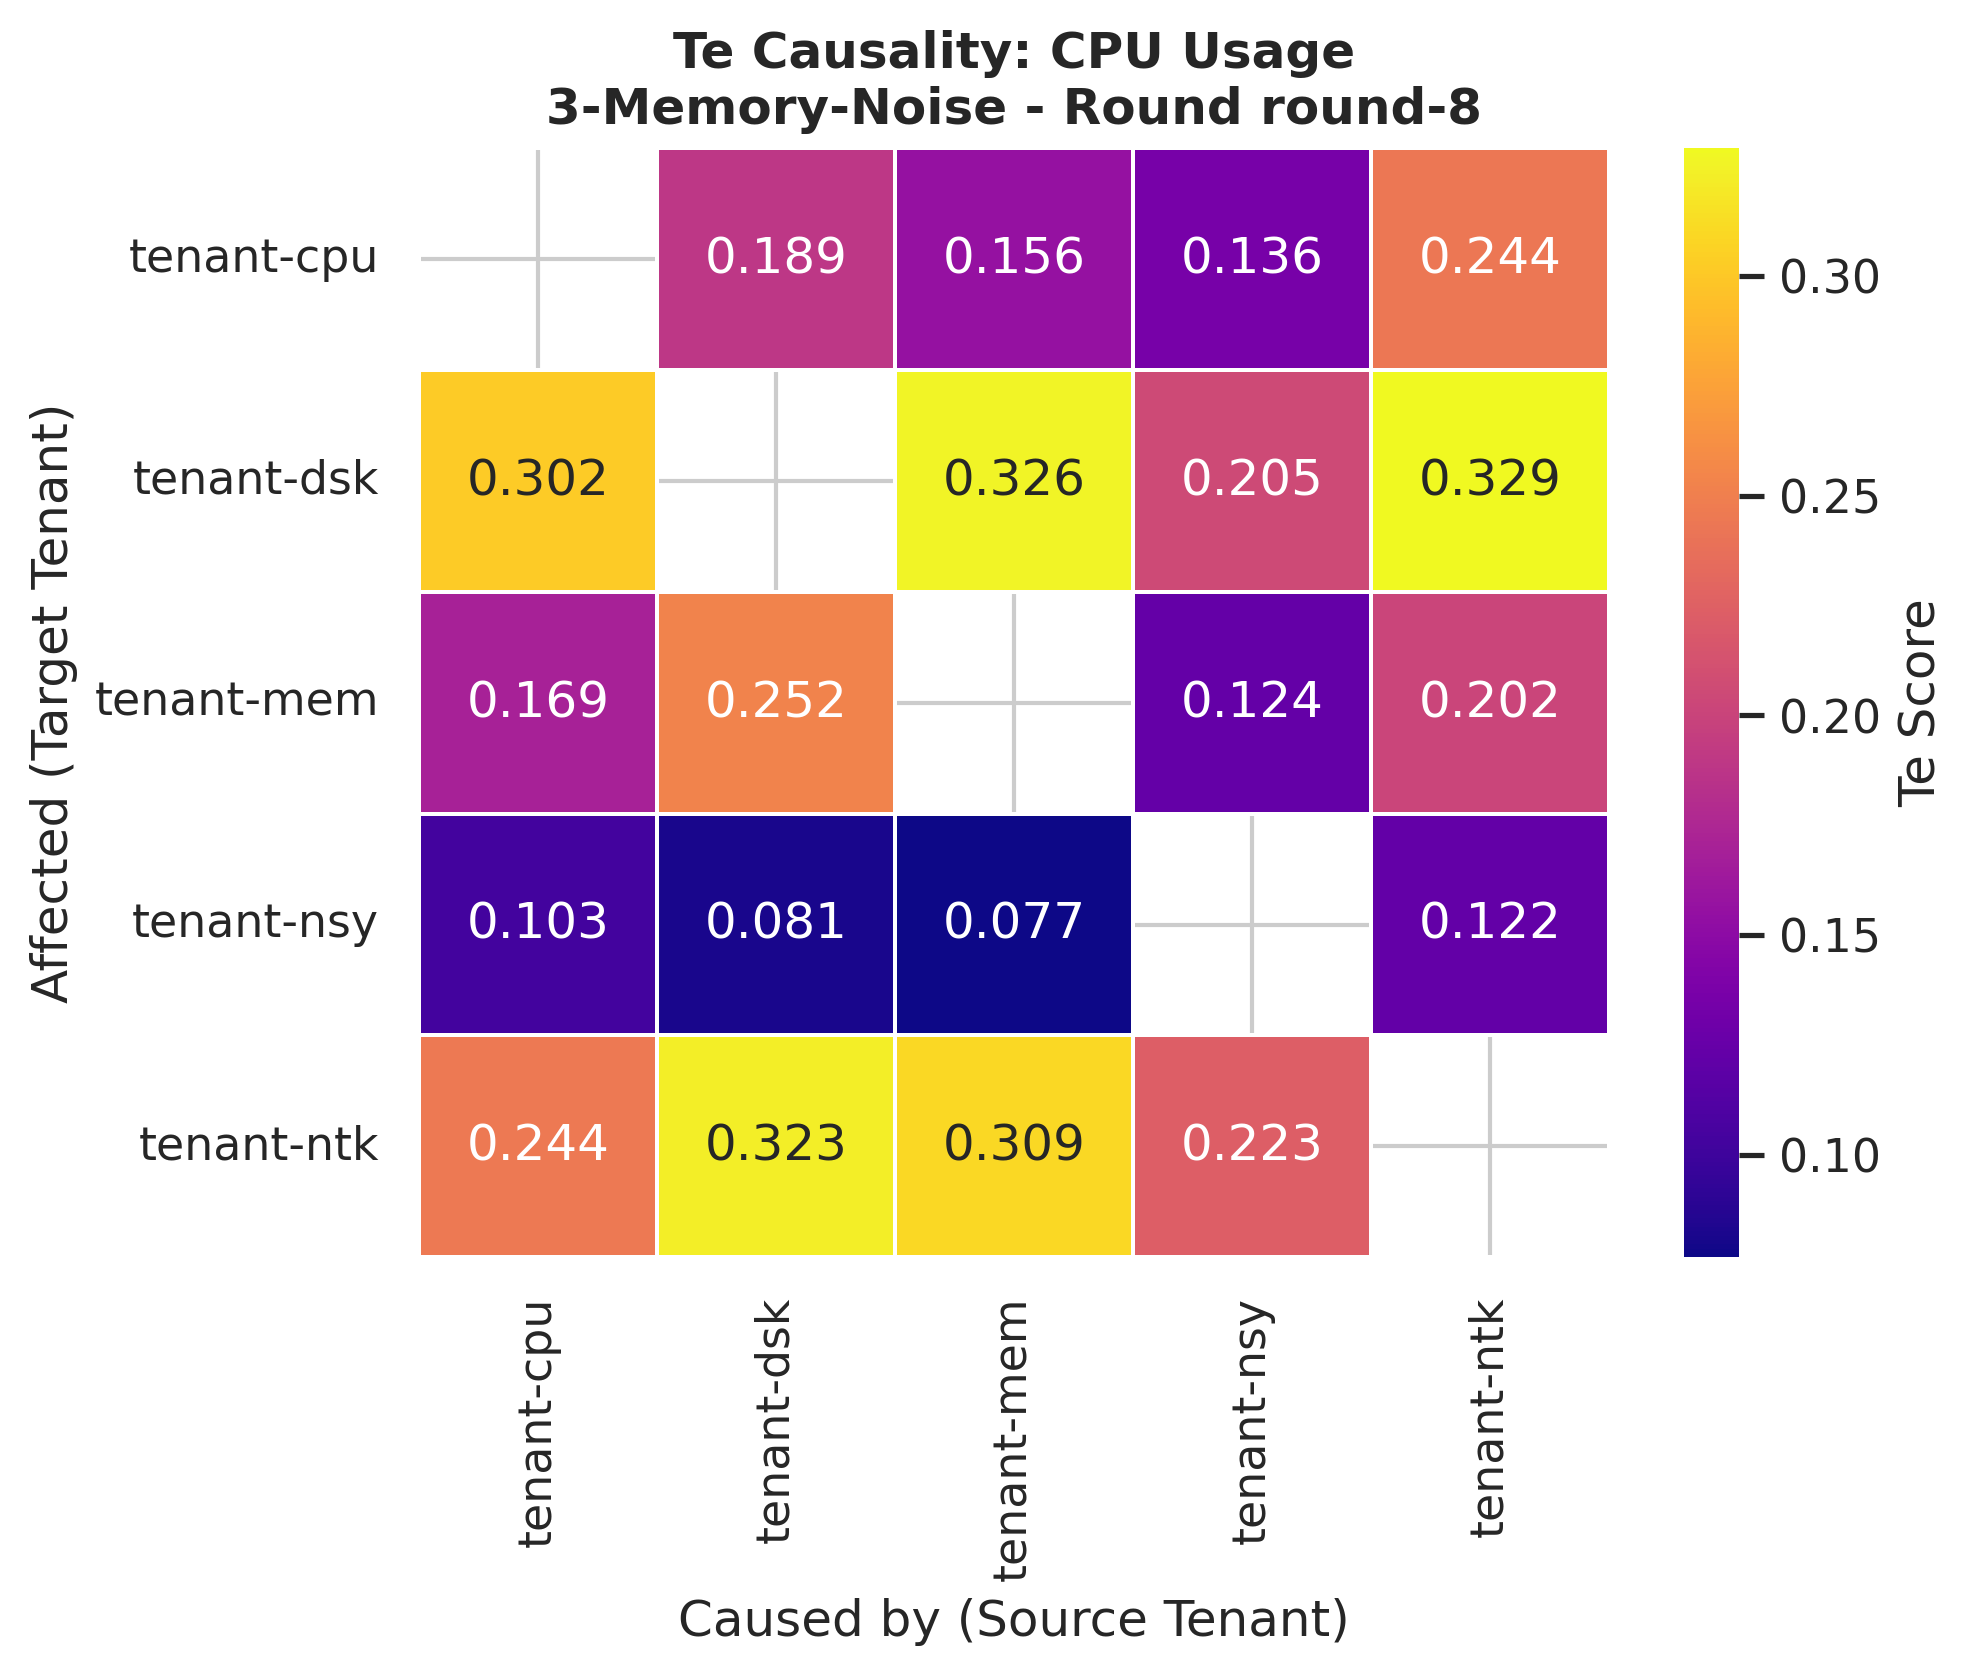 Te Causality: CPU Usage
3-Memory-Noise - Round round-8
Affected (Target Tenant)
tenant-cpu 0.189 0.156 0.136 0.244
tenant-dsk 0.302 0.326 0.205 0.329
tenant-mem 0.169 0.252 0.124 0.202
tenant-nsy 0.103 0.081 0.077 0.122
tenant-ntk 0.244 0.323 0.309 0.223
tenant-cpu tenant-dsk tenant-mem tenant-nsy tenant-ntk
Caused by (Source Tenant)
0.30
0.25
0.20
0.15
0.10
Te Score